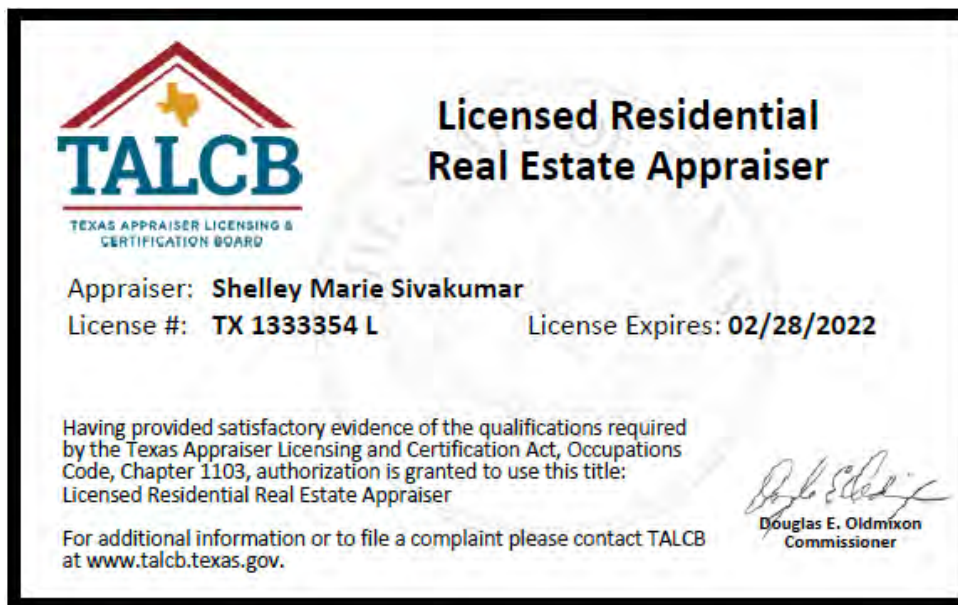 TALCB
TEXAS APPRAISER LICENSING &
CERTIFICATION BOARD
Licensed Residential
Real Estate Appraiser
Appraiser: Shelley Marie Sivakumar
License #: TX 1333354 L License Expires: 02/28/2022
Having provided satisfactory evidence of the qualifications required
by the Texas Appraiser Licensing and Certification Act, Occupations
Code, Chapter 1103, authorization is granted to use this title:
Licensed Residential Real Estate Appraiser
For additional information or to file a complaint please contact TALCB
at www.talcb.texas.gov.
Douglas E. Oldmixon
Commissioner